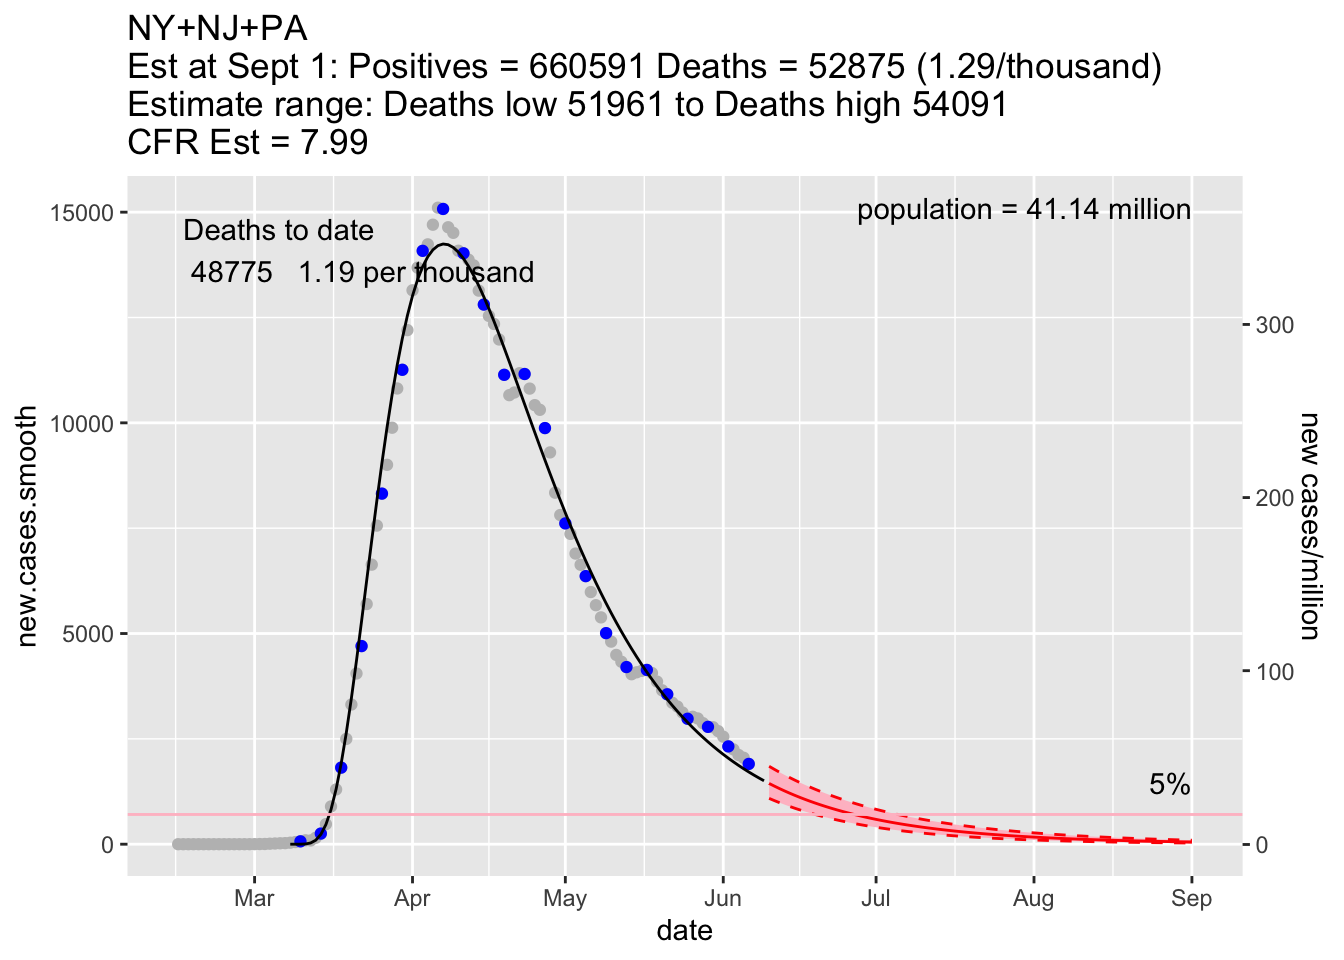 NY+NJ+PA
Est at Sept 1: Positives = 660591 Deaths = 52875 (1.29/thousand)
Estimate range: Deaths low 51961 to Deaths high 54091
CFR Est = 7.99
Deaths to date
48775 1.19 per thousand
population = 41.14 million
5%
new.cases.smooth
15000
10000
5000
0
300
200
100
0
new cases/million
Mar Apr May Jun Jul Aug Sep
date